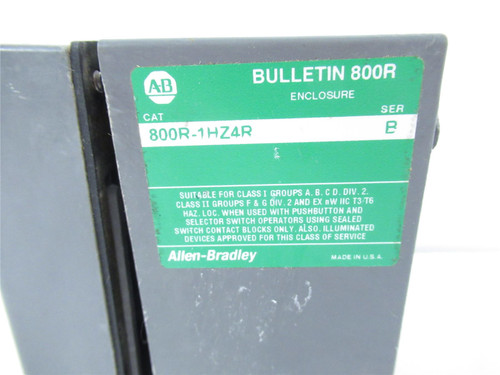 AB
BULLETIN 800R
ENCLOSURE
CAT SER
800R-1HZ4R B
SUITABLE FOR CLASS I GROUPS A, B, C D, DIV. 2,
CLASS II GROUPS F & G DIV. 2 AND EX nW IIC T3/T6
HAZ. LOC. WHEN USED WITH PUSHBUTTON AND
SELECTOR SWITCH OPERATORS USING SEALED
SWITCH CONTACT BLOCKS ONLY. ALSO, ILLUMINATED
DEVICES APPROVED FOR THIS CLASS OF SERVICE
Allen-Bradley MADE IN U.S.A.